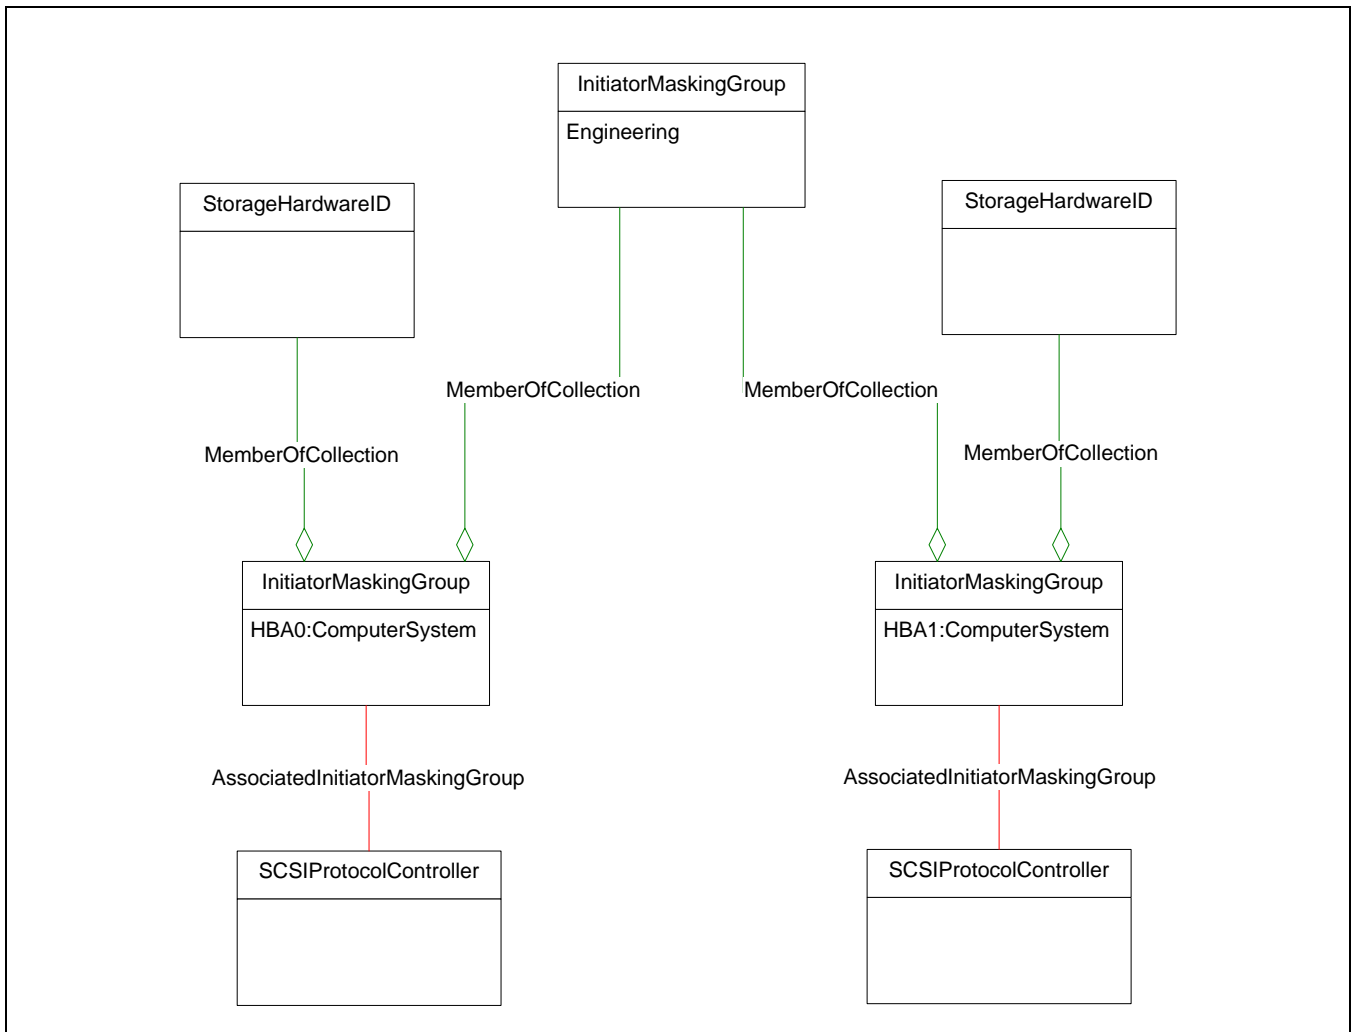 InitiatorMaskingGroup
Engineering
StorageHardwareID
StorageHardwareID
MemberOfCollection
MemberOfCollection
MemberOfCollection
MemberOfCollection
InitiatorMaskingGroup
HBA0:ComputerSystem
InitiatorMaskingGroup
HBA1:ComputerSystem
AssociatedInitiatorMaskingGroup
AssociatedInitiatorMaskingGroup
SCSIProtocolController
SCSIProtocolController